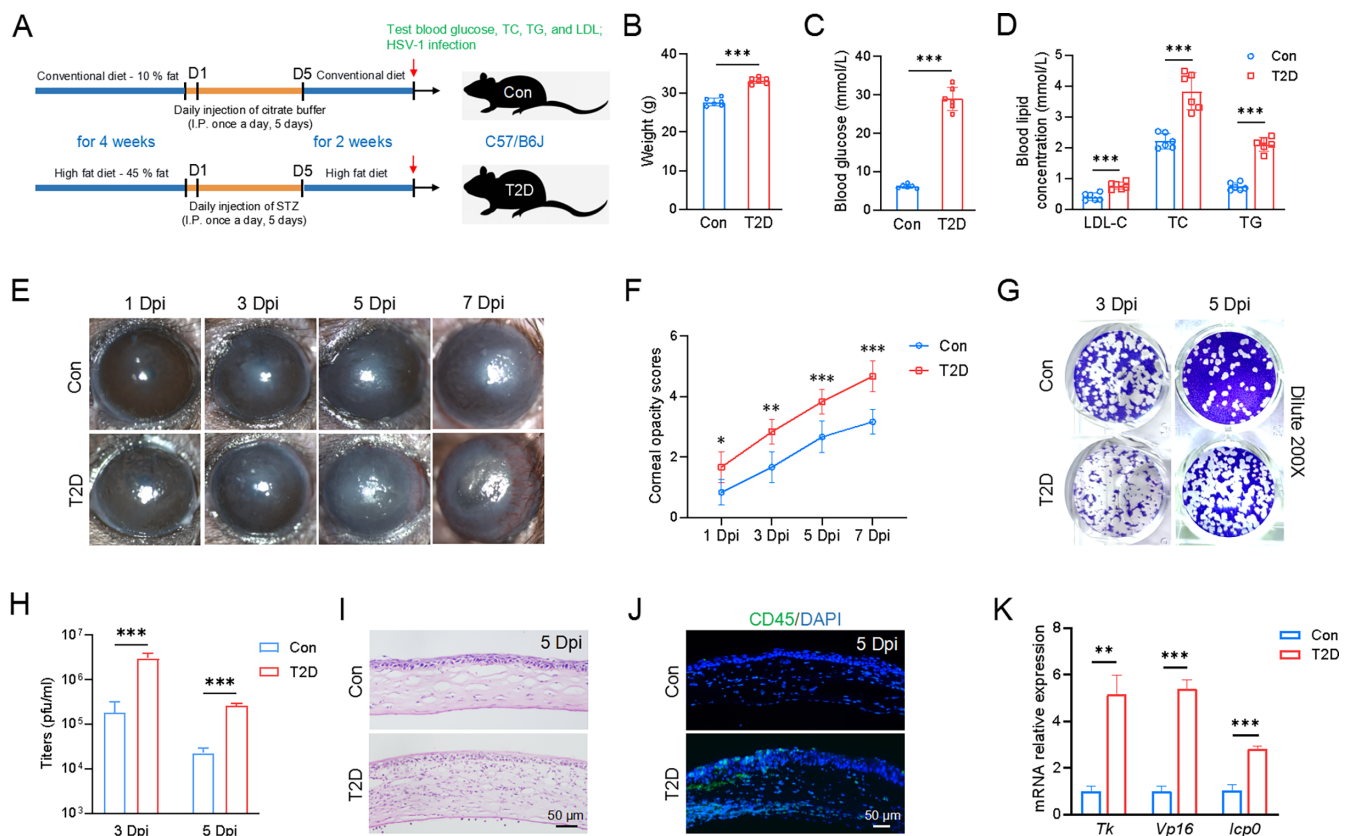 A
Test blood glucose, TC, TG, and LDL;
HSV-1 infection
Conventional diet - 10 % fat
D1
D5
Conventional diet
Daily injection of citrate buffer
(I.P. once a day, 5 days)
Con
for 4 weeks
for 2 weeks
C57/B6J
High fat diet - 45 % fat
D1
D5
High fat diet
Daily injection of STZ
(I.P. once a day, 5 days)
T2D
B
Weight (g)
40
30
20
10
0
***
Con
T2D
C
Blood glucose (mmol/L)
40
30
20
10
0
***
Con
T2D
D
Blood lipid
concentration (mmol/L)
5
4
3
2
1
0
***
***
***
LDL-C
TC
TG
Con
T2D
E
1 Dpi
3 Dpi
5 Dpi
7 Dpi
Con
T2D
F
Corneal opacity scores
6
4
2
0
*
**
***
***
1 Dpi
3 Dpi
5 Dpi
7 Dpi
Con
T2D
G
3 Dpi
5 Dpi
Con
T2D
Dilute 200X
H
Titers (pfu/ml)
10⁷
10⁶
10⁵
10⁴
10³
***
***
3 Dpi
5 Dpi
Con
T2D
I
5 Dpi
Con
T2D
50 μm
J
CD45/DAPI
5 Dpi
Con
T2D
50 μm
K
mRNA relative expression
8
6
4
2
0
**
***
***
Tk
Vp16
Icp0
Con
T2D